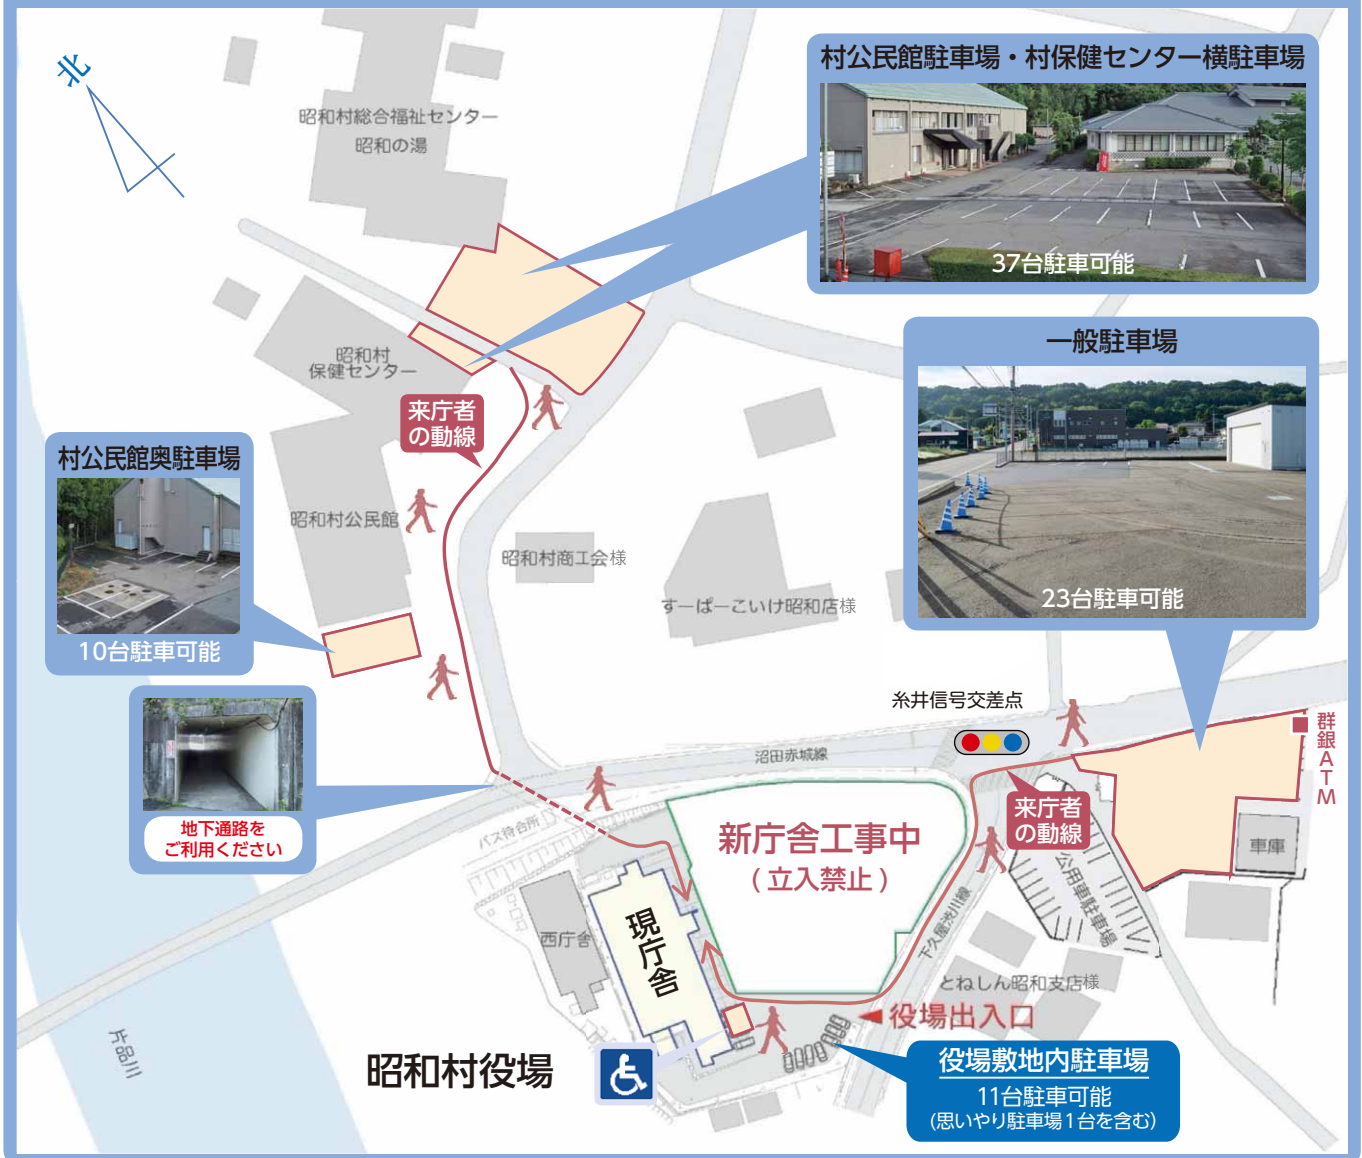 北
村公民館駐車場・村保健センター横駐車場
37台駐車可能
昭和村総合福祉センター
昭和の湯
昭和村
保健センター
一般駐車場
23台駐車可能
来庁者
の動線
村公民館奥駐車場
10台駐車可能
昭和村公民館
昭和村商工会様
すーぱーこいけ昭和店様
糸井信号交差点
群銀ATM
沼田赤城線
地下通路を
ご利用ください
バス待合所
新庁舎工事中
(立入禁止)
来庁者
の動線
車庫
公用車駐車場
下久屋渋川線
西庁舎
現庁舎
とねしん昭和支店様
役場出入口
片品川
昭和村役場
役場敷地内駐車場
11台駐車可能
(思いやり駐車場1台を含む)